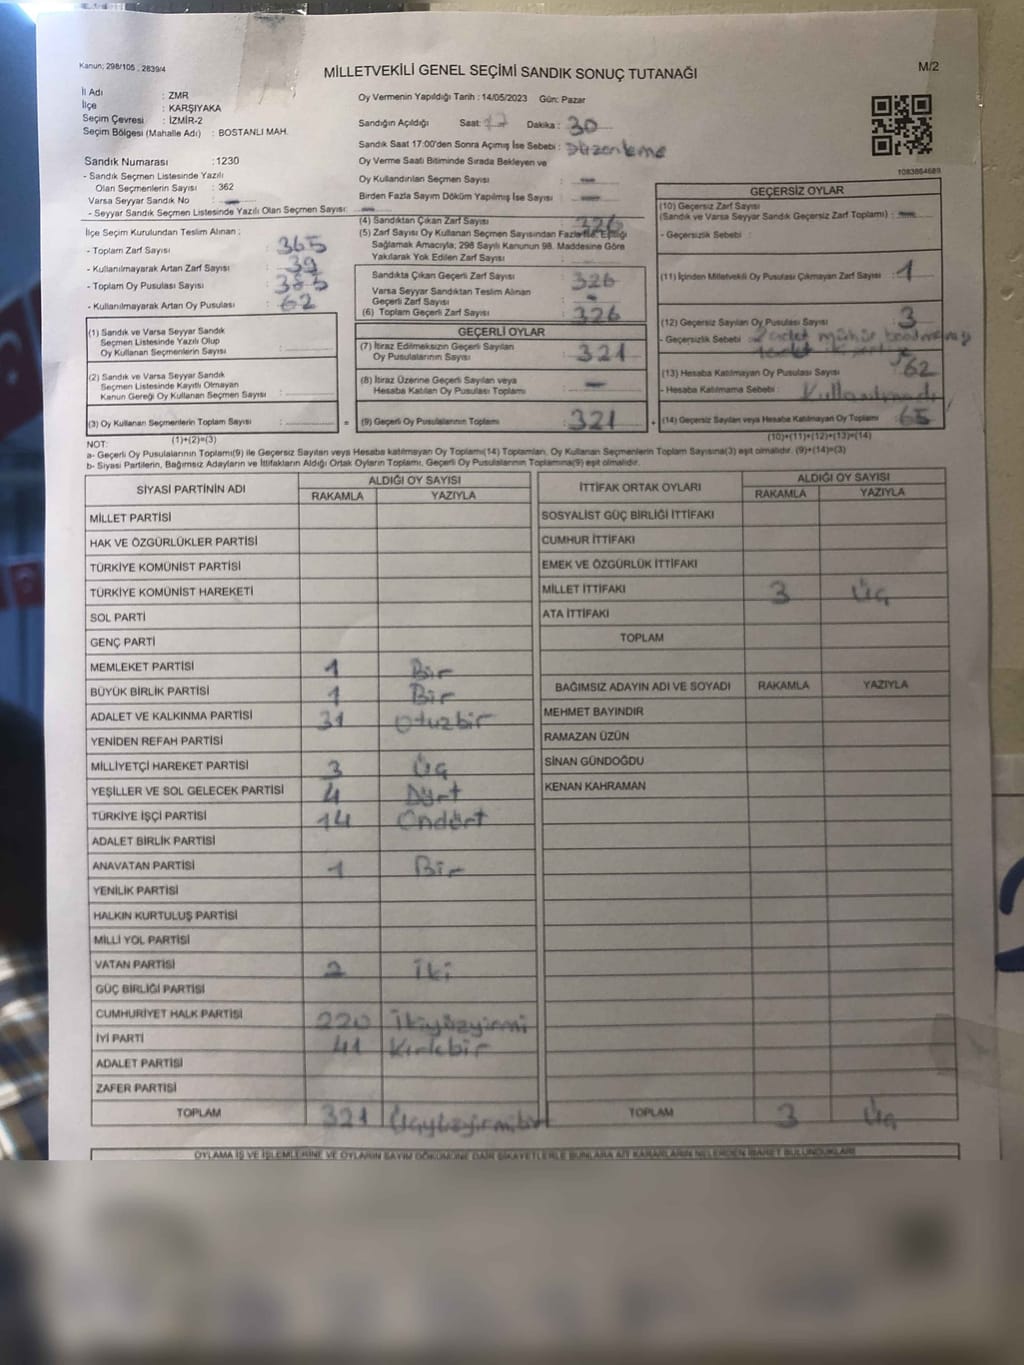 Kanun; 298/105 ; 2839/4
MİLLETVEKİLİ GENEL SEÇİMİ SANDIK SONUÇ TUTANAĞI
M/2
İl Adı : ZMR
İlçe : KARŞIYAKA
Seçim Çevresi : İZMİR-2
Seçim Bölgesi (Mahalle Adı) : BOSTANLI MAH.
Oy Vermenin Yapıldığı Tarih : 14/05/2023 Gün: Pazar
Sandığın Açıldığı Saat: 17 Dakika : 30
Sandık Saat 17:00'den Sonra Açımış İse Sebebi : Düzenleme
Oy Verme Saati Bitiminde Sırada Bekleyen ve
Oy Kullandırılan Seçmen Sayısı : —
Birden Fazla Sayım Döküm Yapılmış İse Sayısı : —
1083864689
Sandık Numarası : 1230
- Sandık Seçmen Listesinde Yazılı
Olan Seçmenlerin Sayısı : 362
Varsa Seyyar Sandık No : —
- Seyyar Sandık Seçmen Listesinde Yazılı Olan Seçmen Sayısı: —
İlçe Seçim Kurulundan Teslim Alınan ;
- Toplam Zarf Sayısı : 365
- Kullanılmayarak Artan Zarf Sayısı : 39
- Toplam Oy Pusulası Sayısı : 385
- Kullanılmayarak Artan Oy Pusulası : 62
(1) Sandık ve Varsa Seyyar Sandık
Seçmen Listesinde Yazılı Olup
Oy Kullanan Seçmenlerin Sayısı :
(2) Sandık ve Varsa Seyyar Sandık
Seçmen Listesinde Kayıtlı Olmayan
Kanun Gereği Oy Kullanan Seçmen Sayısı :
(3) Oy Kullanan Seçmenlerin Toplam Sayısı :
(1)+(2)=(3)
(4) Sandıktan Çıkan Zarf Sayısı : 326
(5) Zarf Sayısı Oy Kullanan Seçmen Sayısından Fazla ise, Eşitliği
Sağlamak Amacıyla; 298 Sayılı Kanunun 98. Maddesine Göre
Yakılarak Yok Edilen Zarf Sayısı :
Sandıkta Çıkan Geçerli Zarf Sayısı : 326
Varsa Seyyar Sandıktan Teslim Alınan
Geçerli Zarf Sayısı : -
(6) Toplam Geçerli Zarf Sayısı : 326
GEÇERLİ OYLAR
(7) İtiraz Edilmeksizin Geçerli Sayılan
Oy Pusulalarının Sayısı : 321
(8) İtiraz Üzerine Geçerli Sayılan veya
Hesaba Katılan Oy Pusulası Toplamı : —
= (9) Geçerli Oy Pusulalarının Toplamı : 321 +
GEÇERSİZ OYLAR
(10) Geçersiz Zarf Sayısı
(Sandık ve Varsa Seyyar Sandık Geçersiz Zarf Toplamı) : —
- Geçersizlik Sebebi :
(11) İçinden Milletvekili Oy Pusulası Çıkmayan Zarf Sayısı : 1
(12) Geçersiz Sayılan Oy Pusulası Sayısı : 3
- Geçersizlik Sebebi : 2 adet mühür
(13) Hesaba Katılmayan Oy Pusulası Sayısı : 62
- Hesaba Katılmama Sebebi : Kullanılmadı
(14) Geçersiz Sayılan veya Hesaba Katılmayan Oy Toplamı : 65
(10)+(11)+(12)+(13)=(14)
NOT:
a- Geçerli Oy Pusulalarının Toplamı(9) ile Geçersiz Sayılan veya Hesaba katılmayan Oy Toplamı(14) Toplamları, Oy Kullanan Seçmenlerin Toplam Sayısına(3) eşit olmalıdır. (9)+(14)=(3)
b- Siyasi Partilerin, Bağımsız Adayların ve İttifakların Aldığı Ortak Oyların Toplamı, Geçerli Oy Pusulalarının Toplamına(9) eşit olmalıdır.
SİYASİ PARTİNİN ADI ALDIĞI OY SAYISI
RAKAMLA YAZIYLA
MİLLET PARTİSİ
HAK VE ÖZGÜRLÜKLER PARTİSİ
TÜRKİYE KOMÜNİST PARTİSİ
TÜRKİYE KOMÜNİST HAREKETİ
SOL PARTİ
GENÇ PARTİ
MEMLEKET PARTİSİ 1 Bir
BÜYÜK BİRLİK PARTİSİ 1 Bir
ADALET VE KALKINMA PARTİSİ 31 Otuzbir
YENİDEN REFAH PARTİSİ
MİLLİYETÇİ HAREKET PARTİSİ 3 Üç
YEŞİLLER VE SOL GELECEK PARTİSİ 4 Dört
TÜRKİYE İŞÇİ PARTİSİ 14 Ondört
ADALET BİRLİK PARTİSİ
ANAVATAN PARTİSİ 1 Bir
YENİLİK PARTİSİ
HALKIN KURTULUŞ PARTİSİ
MİLLİ YOL PARTİSİ
VATAN PARTİSİ 2 İki
GÜÇ BİRLİĞİ PARTİSİ
CUMHURİYET HALK PARTİSİ 220 İkiyüzyirmi
İYİ PARTİ 41 Kırkbir
ADALET PARTİSİ
ZAFER PARTİSİ
TOPLAM 321 Üçyüzyirmibir
İTTİFAK ORTAK OYLARI ALDIĞI OY SAYISI
RAKAMLA YAZIYLA
SOSYALİST GÜÇ BİRLİĞİ İTTİFAKI
CUMHUR İTTİFAKI
EMEK VE ÖZGÜRLÜK İTTİFAKI
MİLLET İTTİFAKI 3 Üç
ATA İTTİFAKI
TOPLAM
BAĞIMSIZ ADAYIN ADI VE SOYADI RAKAMLA YAZIYLA
MEHMET BAYINDIR
RAMAZAN ÜZÜN
SİNAN GÜNDOĞDU
KENAN KAHRAMAN
TOPLAM 3 Üç
OYLAMA İŞ VE İŞLEMLERİNE VE OYLARIN SAYIM DÖKÜMÜNE DAİR ŞİKAYETLERLE BUNLARA AİT KARARLARIN NELERDEN İBARET BULUNDUKLARI